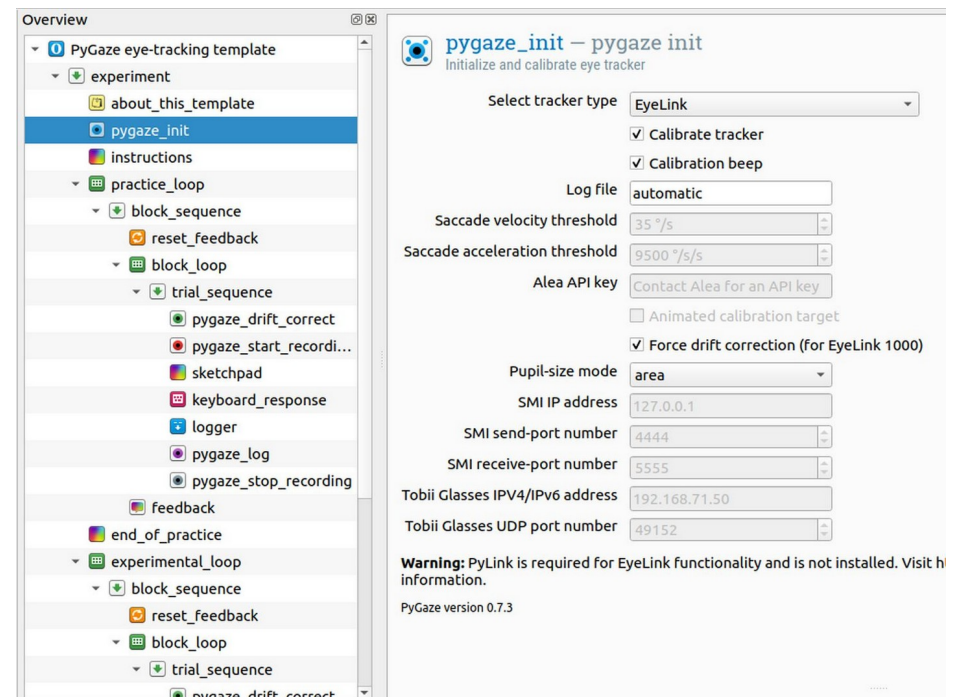 Overview
PyGaze eye-tracking template
experiment
about_this_template
pygaze_init
instructions
practice_loop
block_sequence
reset_feedback
block_loop
trial_sequence
pygaze_drift_correct
pygaze_start_recordi...
sketchpad
keyboard_response
logger
pygaze_log
pygaze_stop_recording
feedback
end_of_practice
experimental_loop
block_sequence
reset_feedback
block_loop
trial_sequence
pygaze_drift_correct
pygaze_init — pygaze init
Initialize and calibrate eye tracker
Select tracker type EyeLink
Calibrate tracker
Calibration beep
Log file automatic
Saccade velocity threshold 35 °/s
Saccade acceleration threshold 9500 °/s/s
Alea API key Contact Alea for an API key
Animated calibration target
Force drift correction (for EyeLink 1000)
Pupil-size mode area
SMI IP address 127.0.0.1
SMI send-port number 4444
SMI receive-port number 5555
Tobii Glasses IPV4/IPv6 address 192.168.71.50
Tobii Glasses UDP port number 49152
Warning: PyLink is required for EyeLink functionality and is not installed. Visit
information.
PyGaze version 0.7.3